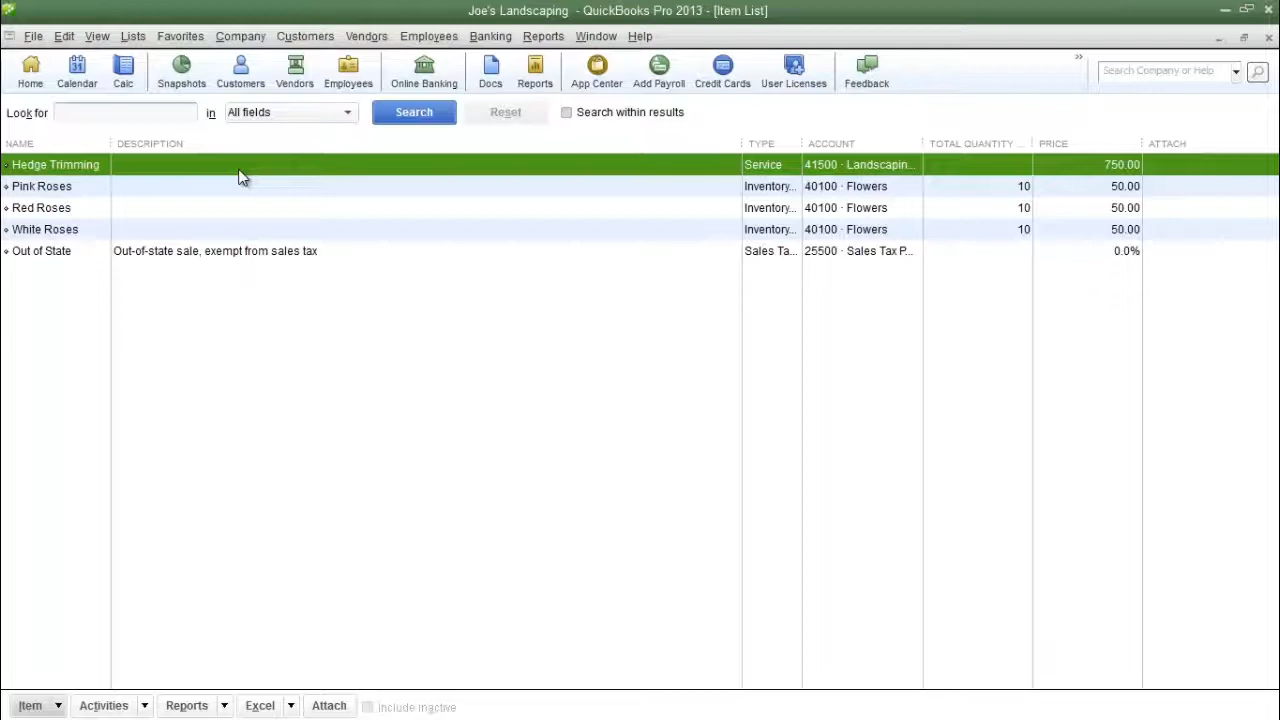 Joe's Landscaping - QuickBooks Pro 2013 - [Item List]
File Edit View Lists Favorites Company Customers Vendors Employees Banking Reports Window Help
Home Calendar Calc Snapshots Customers Vendors Employees Online Banking Docs Reports App Center Add Payroll Credit Cards User Licenses Feedback Search Company or Help
Look for in All fields Search Reset Search within results
NAME DESCRIPTION TYPE ACCOUNT TOTAL QUANTITY ... PRICE ATTACH
Hedge Trimming Service 41500 · Landscapin... 750.00
Pink Roses Inventory... 40100 · Flowers 10 50.00
Red Roses Inventory... 40100 · Flowers 10 50.00
White Roses Inventory... 40100 · Flowers 10 50.00
Out of State Out-of-state sale, exempt from sales tax Sales Ta... 25500 · Sales Tax P... 0.0%
Item Activities Reports Excel Attach Include inactive